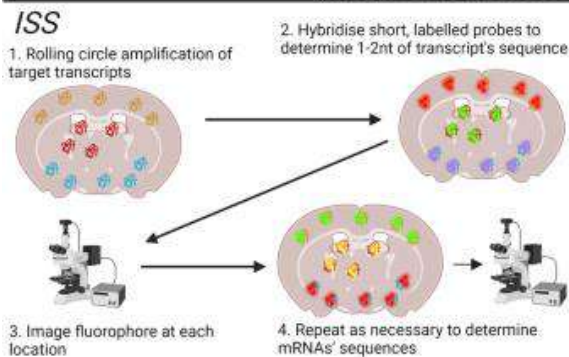 ISS
1. Rolling circle amplification of
target transcripts
2. Hybridise short, labelled probes to
determine 1-2nt of transcript's sequence
3. Image fluorophore at each
location
4. Repeat as necessary to determine
mRNAs' sequences